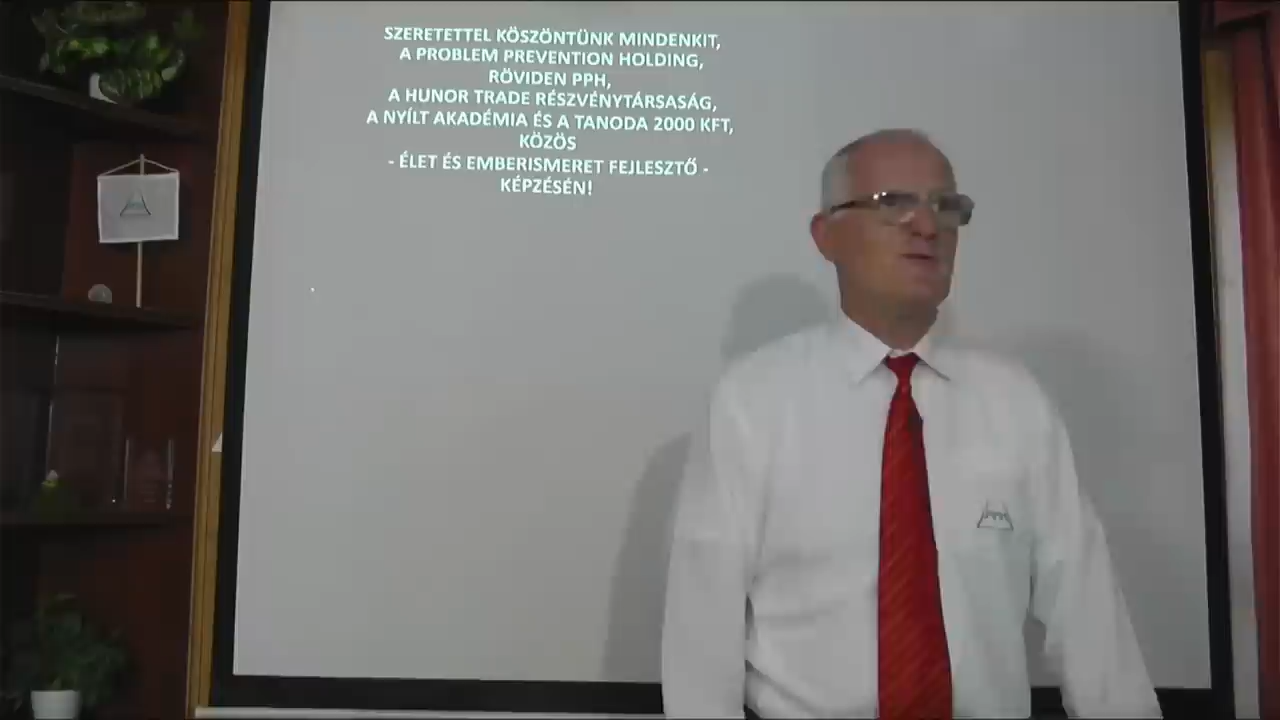 SZERETETTEL KÖSZÖNTÜNK MINDENKIT,
A PROBLEM PREVENTION HOLDING,
RÖVIDEN PPH,
A HUNOR TRADE RÉSZVÉNYTÁRSASÁG,
A NYÍLT AKADÉMIA ÉS A TANODA 2000 KFT,
KÖZÖS
- ÉLET ÉS EMBERISMERET FEJLESZTŐ -
KÉPZÉSÉN!